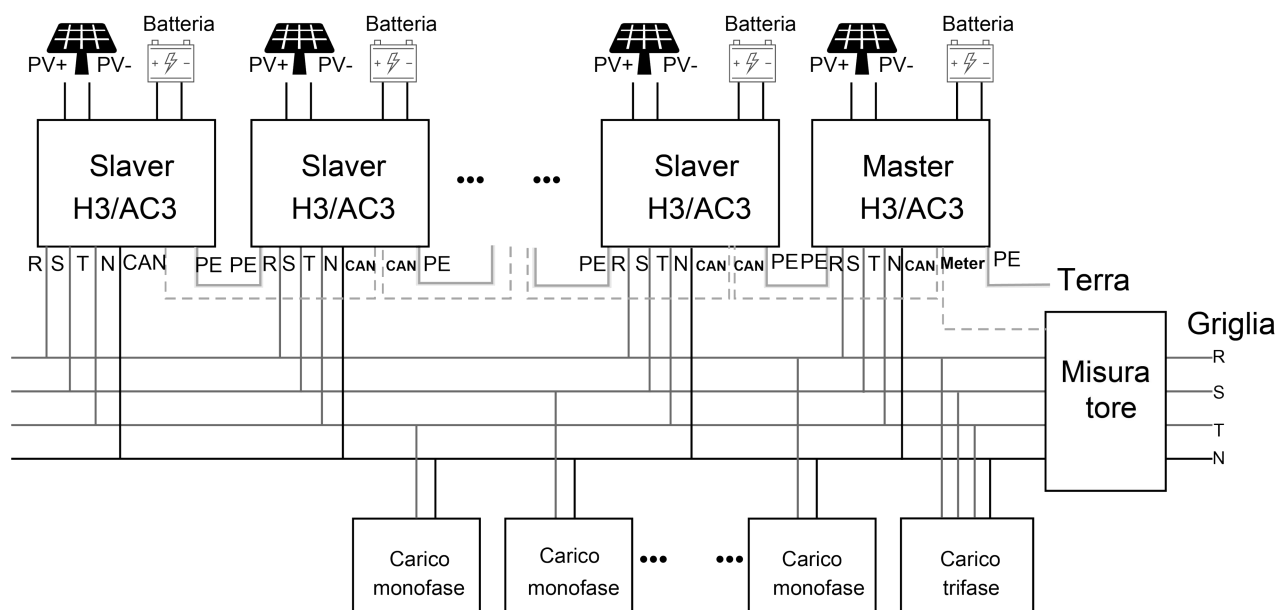 Batteria Batteria Batteria Batteria
PV+ PV- PV+ PV- PV+ PV- PV+ PV-
+ - + - + - + -
Slaver Slaver Slaver Master
H3/AC3 H3/AC3 ... ... H3/AC3 H3/AC3
R S T N CAN PE PE R S T N CAN CAN PE PE R S T N CAN CAN PE PE R S T N CAN Meter PE
Terra
Griglia
R
Misura
S
tore
T
N
Carico Carico ... ... Carico Carico
monofase monofase monofase trifase